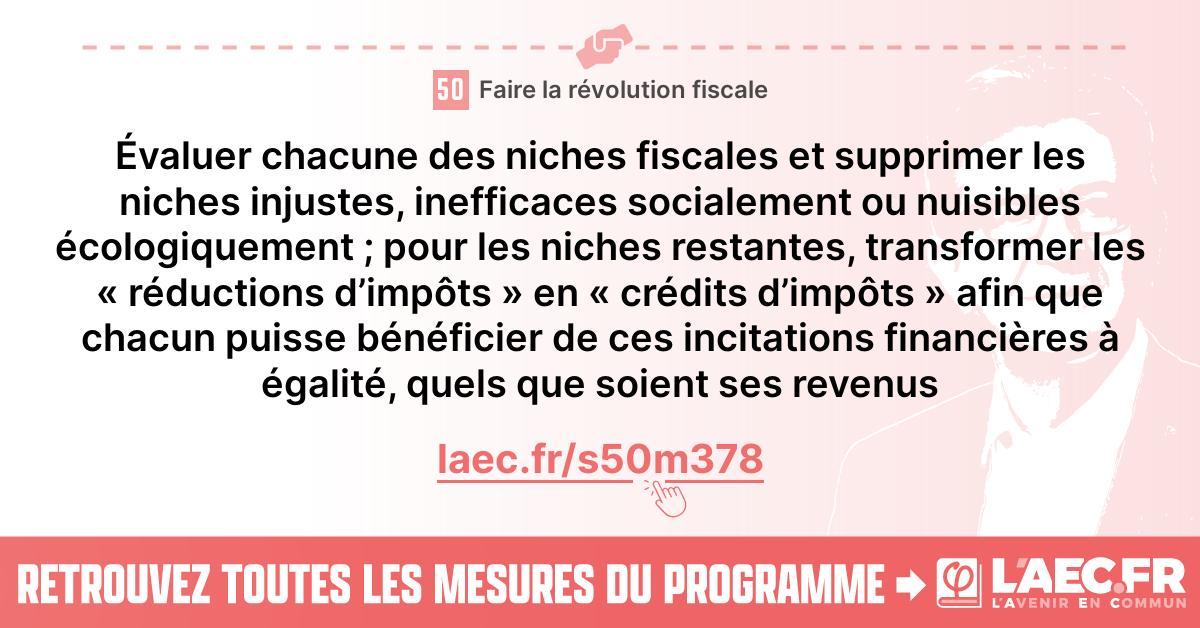 50 Faire la révolution fiscale
Évaluer chacune des niches fiscales et supprimer les
niches injustes, inefficaces socialement ou nuisibles
écologiquement ; pour les niches restantes, transformer les
« réductions d’impôts » en « crédits d’impôts » afin que
chacun puisse bénéficier de ces incitations financières à
égalité, quels que soient ses revenus
laec.fr/s50m378
RETROUVEZ TOUTES LES MESURES DU PROGRAMME
φ L'AEC.FR
L'AVENIR EN COMMUN